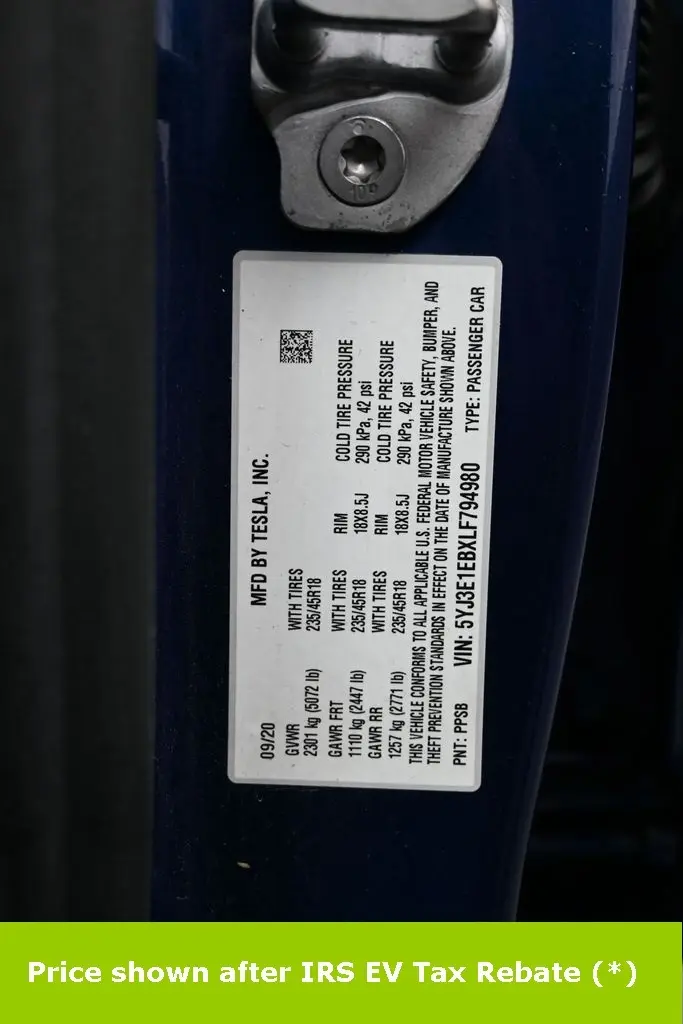 109
MFD BY TESLA, INC.
09/20
GVWR WITH TIRES
2301 kg (5072 lb) 235/45R18
GAWR FRT WITH TIRES RIM COLD TIRE PRESSURE
1110 kg (2447 lb) 235/45R18 18X8.5J 290 kPa, 42 psi
GAWR RR WITH TIRES RIM COLD TIRE PRESSURE
1257 kg (2771 lb) 235/45R18 18X8.5J 290 kPa, 42 psi
THIS VEHICLE CONFORMS TO ALL APPLICABLE U.S. FEDERAL MOTOR VEHICLE SAFETY, BUMPER, AND
THEFT PREVENTION STANDARDS IN EFFECT ON THE DATE OF MANUFACTURE SHOWN ABOVE.
PNT: PPSB VIN: 5YJ3E1EBXLF794980 TYPE: PASSENGER CAR
Price shown after IRS EV Tax Rebate (*)